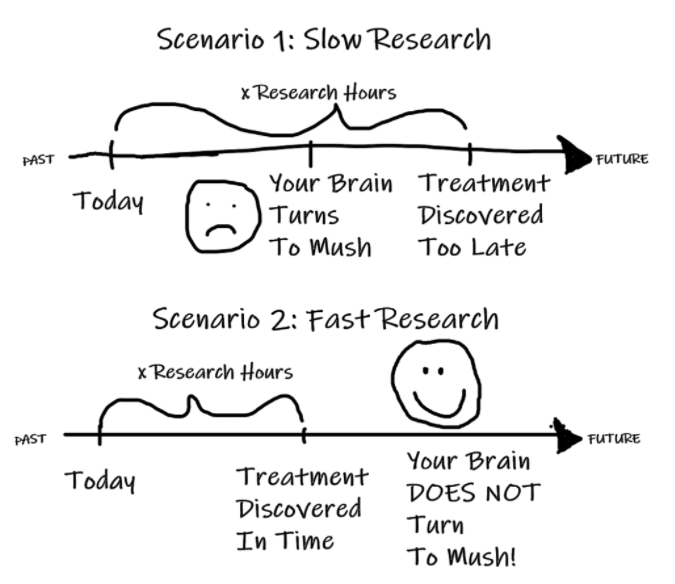 Scenario 1: Slow Research
x Research Hours
PAST
FUTURE
Today
Your Brain
Turns
To Mush
Treatment
Discovered
Too Late
Scenario 2: Fast Research
x Research Hours
PAST
FUTURE
Today
Treatment
Discovered
In Time
Your Brain
DOES NOT
Turn
To Mush!